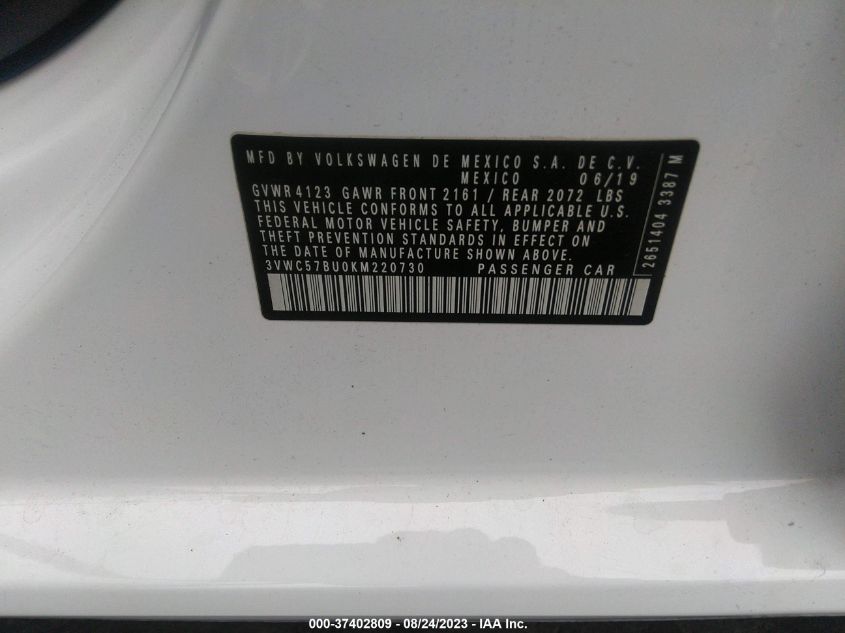 MFD BY VOLKSWAGEN DE MEXICO S.A. DE C.V.
MEXICO 06/19
GVWR 4123 GAWR FRONT 2161 / REAR 2072 LBS
THIS VEHICLE CONFORMS TO ALL APPLICABLE U.S.
FEDERAL MOTOR VEHICLE SAFETY, BUMPER AND
THEFT PREVENTION STANDARDS IN EFFECT ON
THE DATE OF MANUFACTURE SHOWN ABOVE.
3VWC57BU0KM220730 PASSENGER CAR
2651404 3387 M
000-37402809 - 08/24/2023 - IAA Inc.